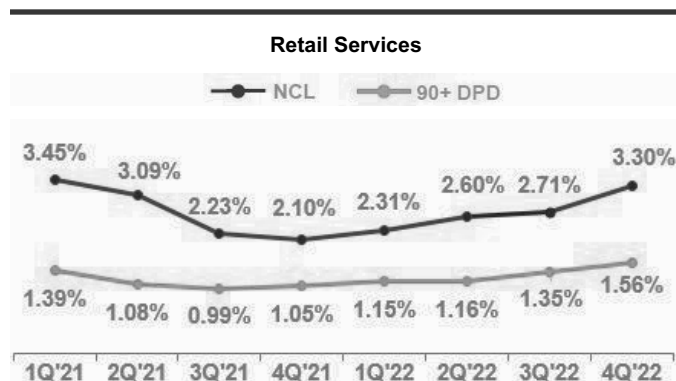 Retail Services
NCL 90+ DPD
3.45% 3.09% 2.23% 2.10% 2.31% 2.60% 2.71% 3.30%
1.39% 1.08% 0.99% 1.05% 1.15% 1.16% 1.35% 1.56%
1Q'21 2Q'21 3Q'21 4Q'21 1Q'22 2Q'22 3Q'22 4Q'22